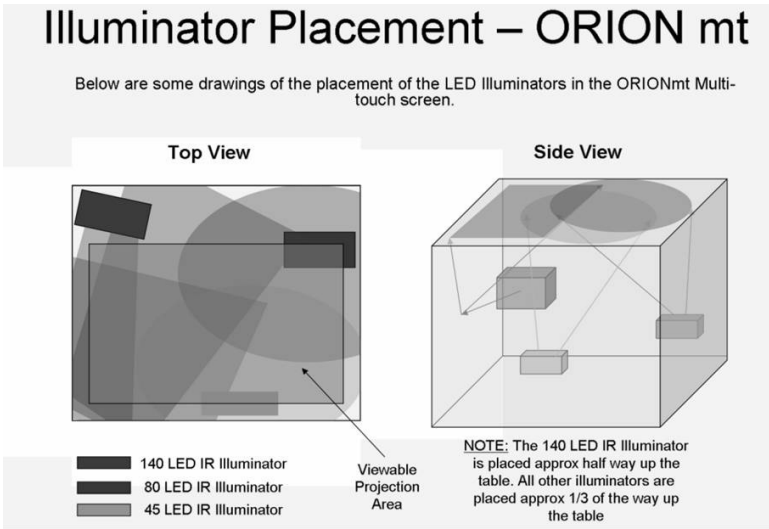 Illuminator Placement – ORION mt
Below are some drawings of the placement of the LED Illuminators in the ORIONmt Multi-
touch screen.
Top View
Side View
140 LED IR Illuminator
80 LED IR Illuminator
45 LED IR Illuminator
Viewable
Projection
Area
NOTE: The 140 LED IR Illuminator
is placed approx half way up the
table. All other illuminators are
placed approx 1/3 of the way up
the table